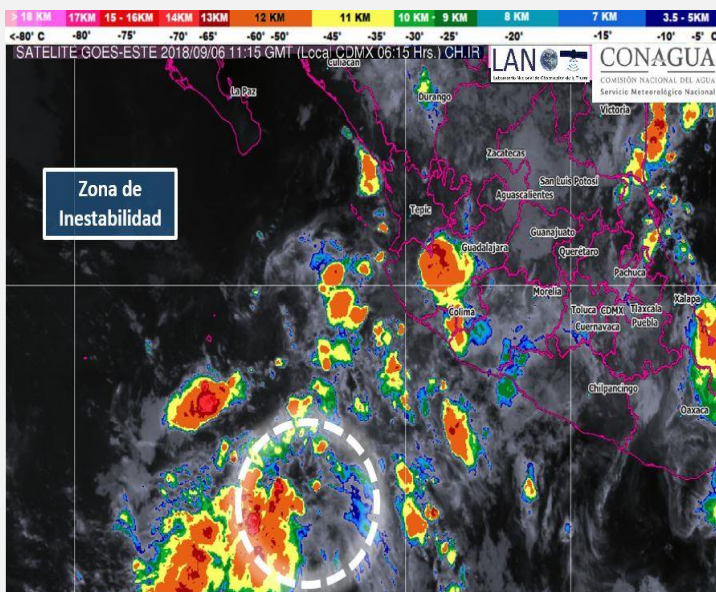 > 18 KM 17KM 15 - 16KM 14KM 13KM 12 KM 11 KM 10 KM - 9 KM 8 KM 7 KM 3.5 - 5KM
<-80° C -80° -75° -70° -65° -60° -50° -45° -40° -35° -30° -25° -20° -15° -10° -5° C
SATELITE GOES-ESTE 2018/09/06 11:15 GMT (Local CDMX 06:15 Hrs.) CH.IR
LAN
CONAGUA
COMISIÓN NACIONAL DEL AGUA
Servicio Meteorológico Nacional
Culiacan
La Paz
Durango
Victoria
Zacatecas
San Luis Potosí
Aguascalientes
Zona de
Inestabilidad
Tepic
Guanajuato
Guadalajara
Querétaro
Pachuca
Morelia
Xalapa
Colima
Toluca
CDMX
Tlaxcala
Cuernavaca
Puebla
Chilpancingo
Oaxaca